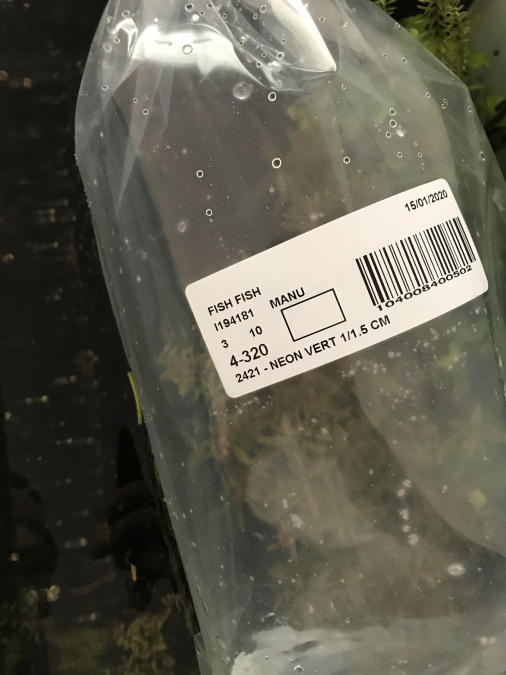 15/01/2020
FISH FISH
I194181
MANU
3 10
4-320
104008400502
2421 - NEON VERT 1/1.5 CM